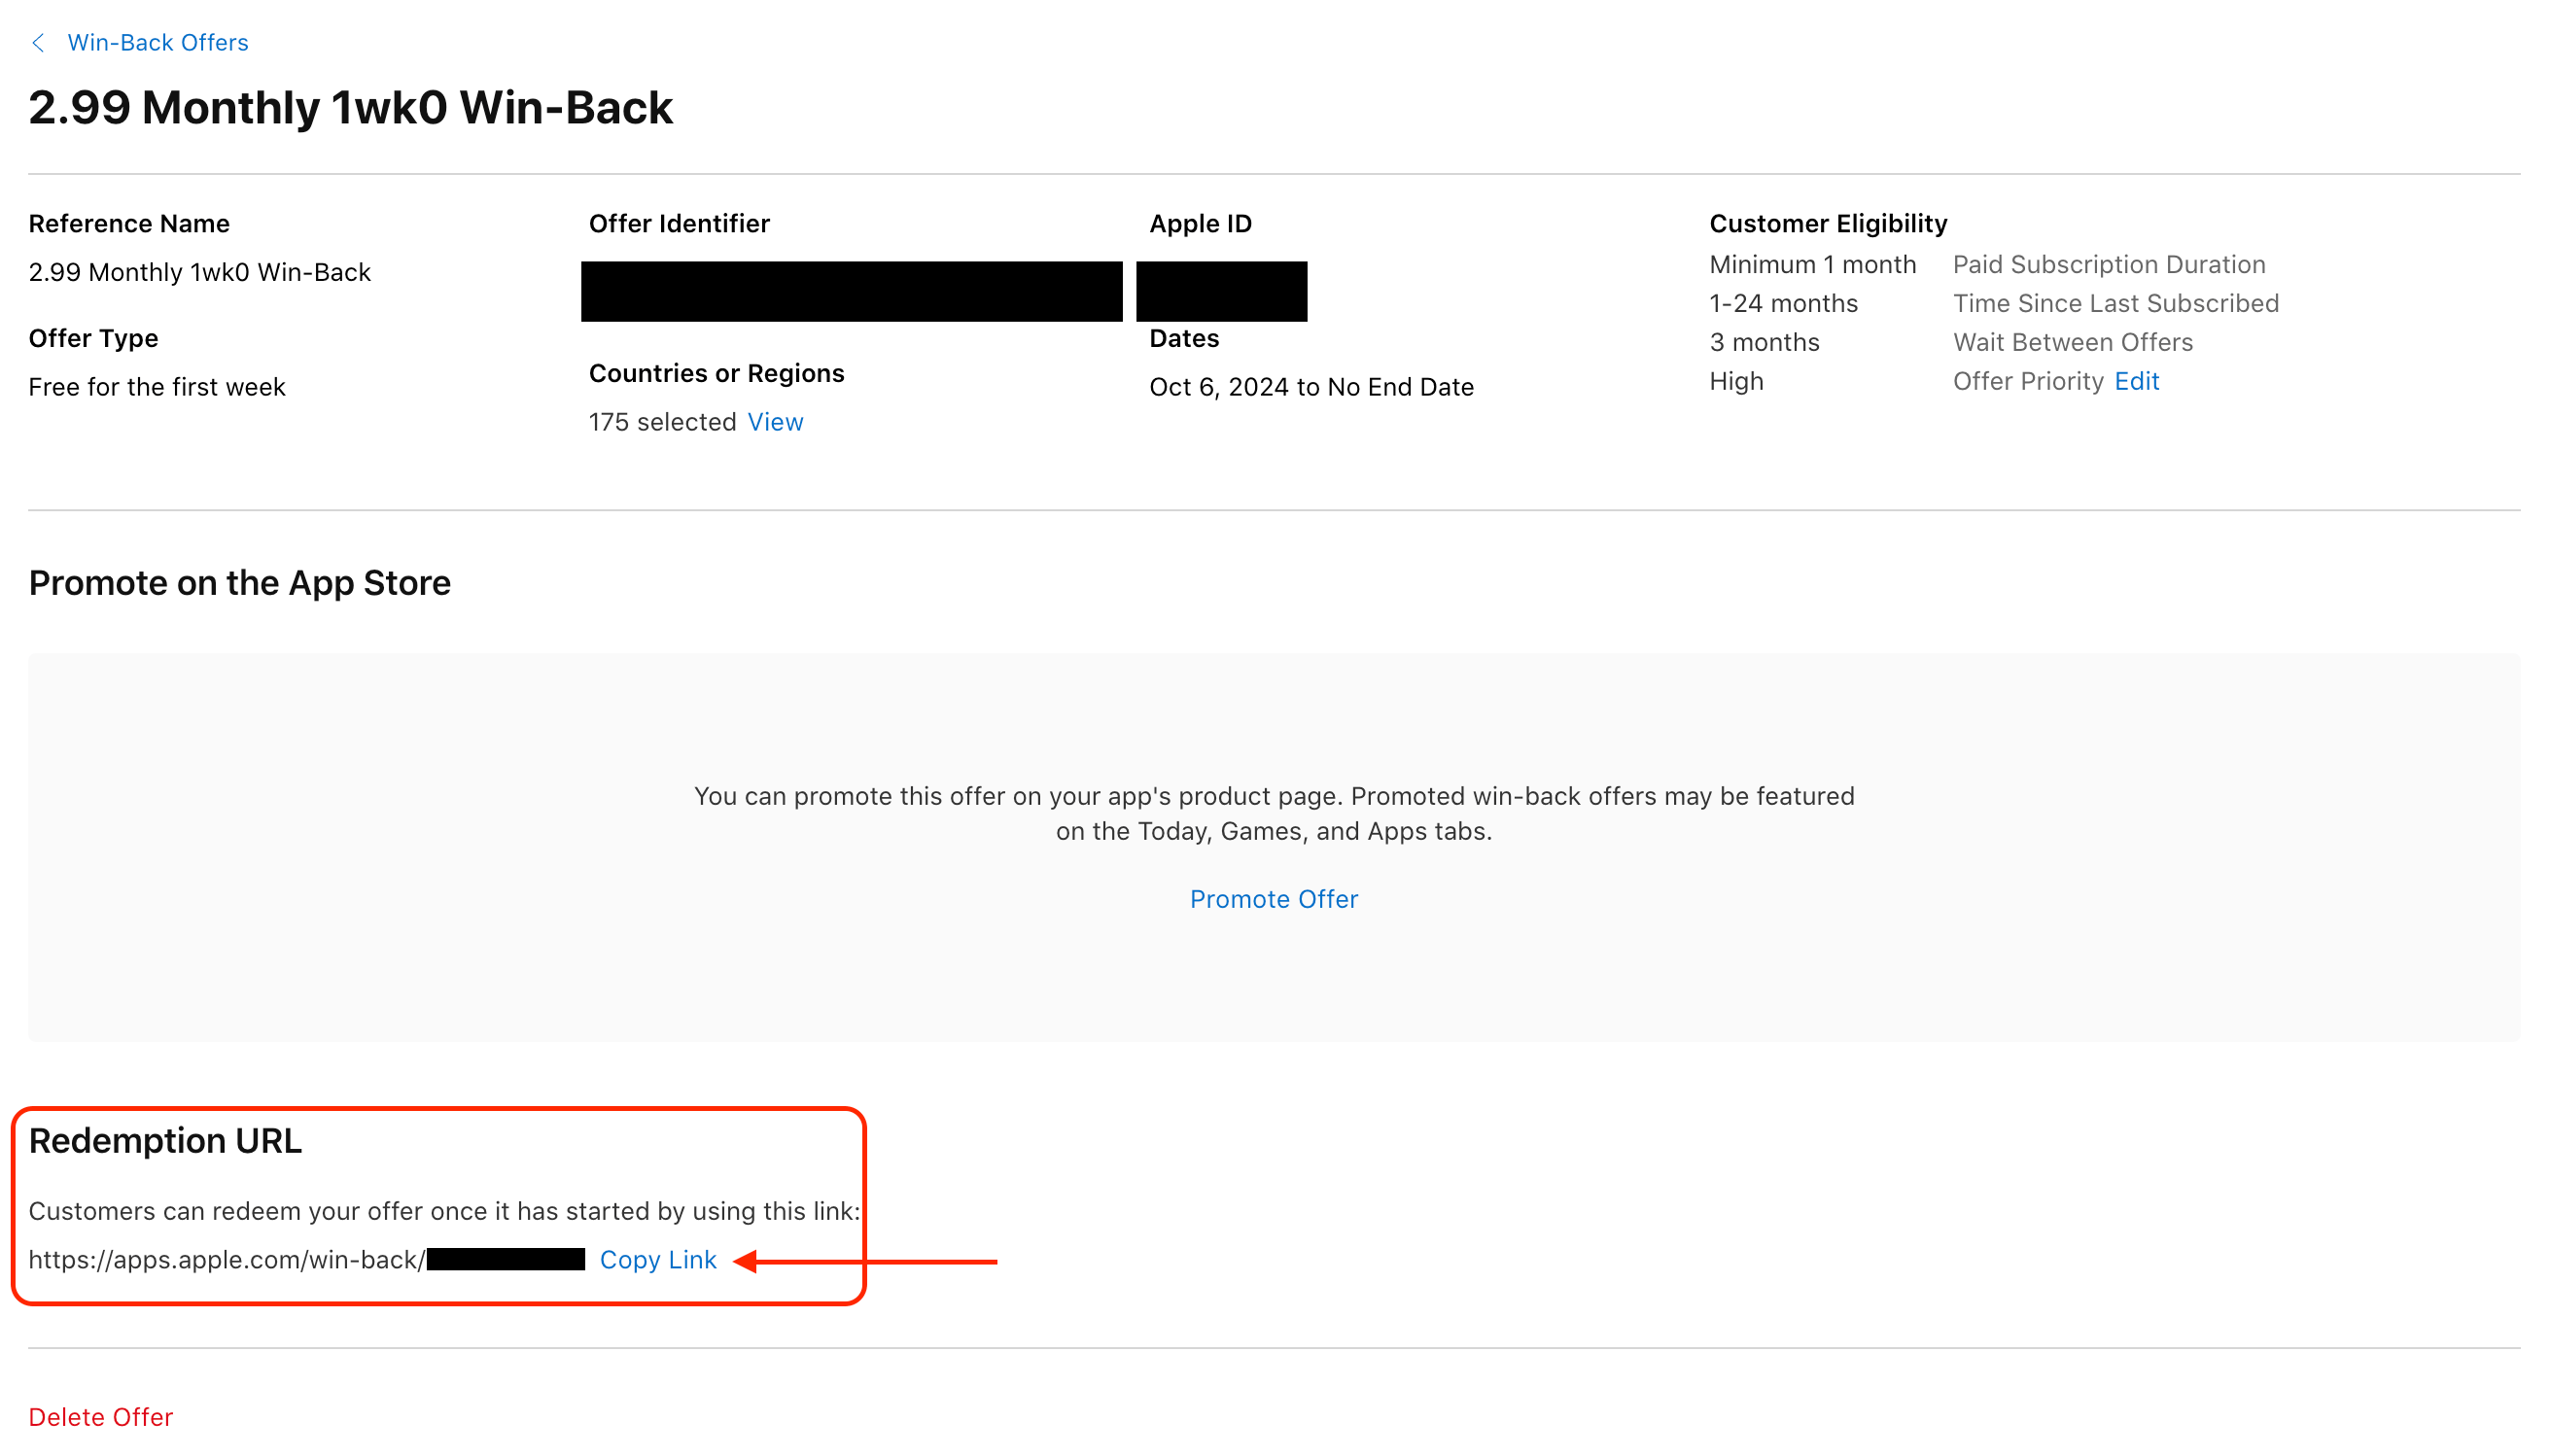 Win-Back Offers
2.99 Monthly 1wk0 Win-Back
Reference Name
2.99 Monthly 1wk0 Win-Back
Offer Type
Free for the first week
Offer Identifier
Countries or Regions
175 selected View
Apple ID
Dates
Oct 6, 2024 to No End Date
Customer Eligibility
Minimum 1 month Paid Subscription Duration
1-24 months Time Since Last Subscribed
3 months Wait Between Offers
High Offer Priority Edit
Promote on the App Store
You can promote this offer on your app's product page. Promoted win-back offers may be featured
on the Today, Games, and Apps tabs.
Promote Offer
Redemption URL
Customers can redeem your offer once it has started by using this link:
https://apps.apple.com/win-back/ Copy Link
Delete Offer